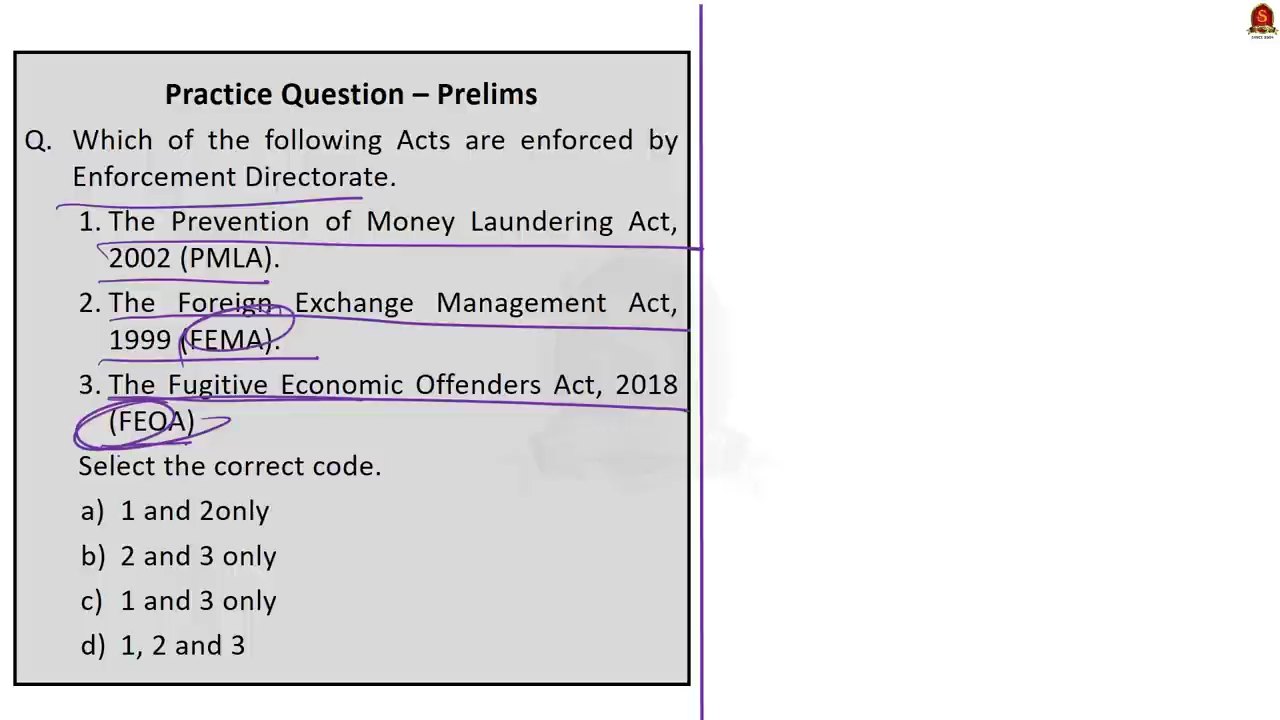 Practice Question – Prelims
Q. Which of the following Acts are enforced by
Enforcement Directorate.
1. The Prevention of Money Laundering Act,
2002 (PMLA).
2. The Foreign Exchange Management Act,
1999 (FEMA).
3. The Fugitive Economic Offenders Act, 2018
(FEOA)
Select the correct code.
a) 1 and 2only
b) 2 and 3 only
c) 1 and 3 only
d) 1, 2 and 3